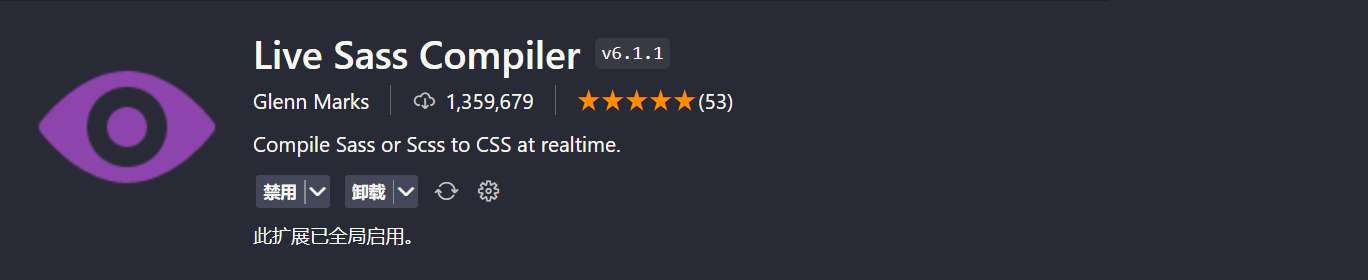 Live Sass Compiler v6.1.1
Glenn Marks 1,359,679 ★★★★★(53)
Compile Sass or Scss to CSS at realtime.
禁用 卸载
此扩展已全局启用。